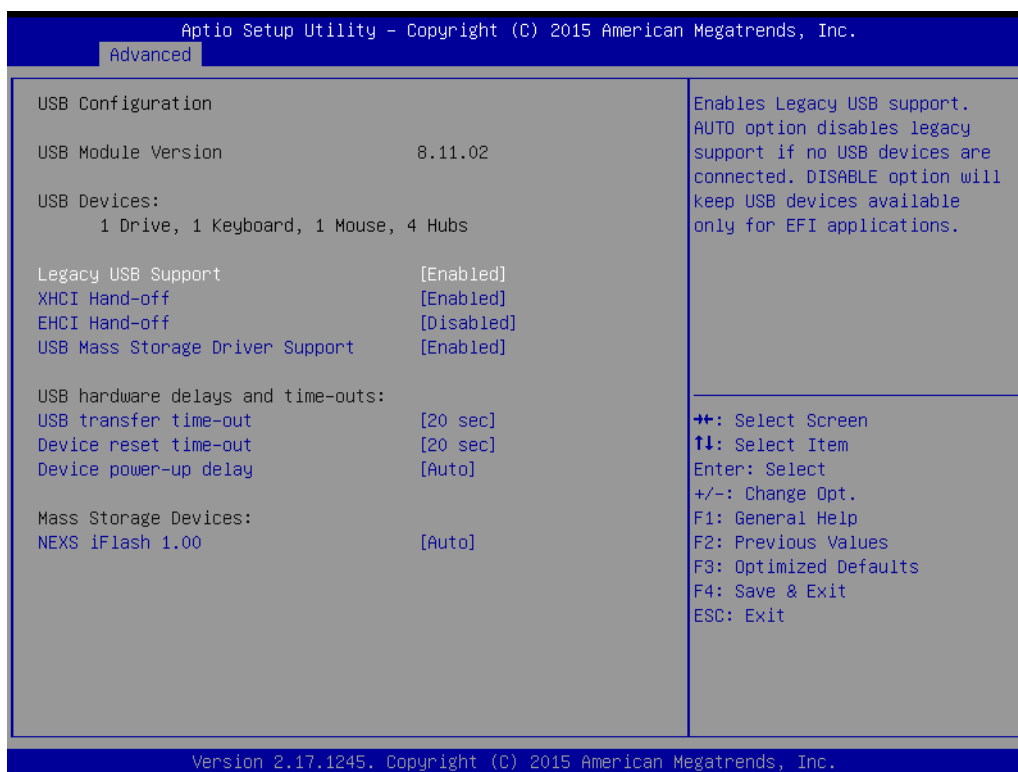 Aptio Setup Utility – Copyright (C) 2015 American Megatrends, Inc.
Advanced
USB Configuration
USB Module Version 8.11.02
USB Devices:
1 Drive, 1 Keyboard, 1 Mouse, 4 Hubs
Legacy USB Support [Enabled]
XHCI Hand-off [Enabled]
EHCI Hand-off [Disabled]
USB Mass Storage Driver Support [Enabled]
USB hardware delays and time-outs:
USB transfer time-out [20 sec]
Device reset time-out [20 sec]
Device power-up delay [Auto]
Mass Storage Devices:
NEXS iFlash 1.00 [Auto]
Enables Legacy USB support.
AUTO option disables legacy
support if no USB devices are
connected. DISABLE option will
keep USB devices available
only for EFI applications.
→←: Select Screen
↑↓: Select Item
Enter: Select
+/-: Change Opt.
F1: General Help
F2: Previous Values
F3: Optimized Defaults
F4: Save & Exit
ESC: Exit
Version 2.17.1245. Copyright (C) 2015 American Megatrends, Inc.